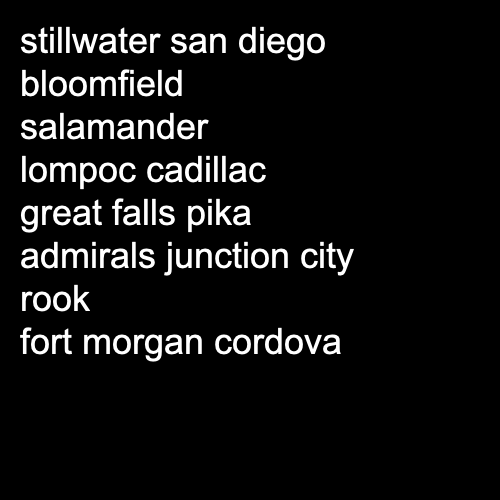 stillwater san diego
bloomfield
salamander
lompoc cadillac
great falls pika
admirals junction city
rook
fort morgan cordova